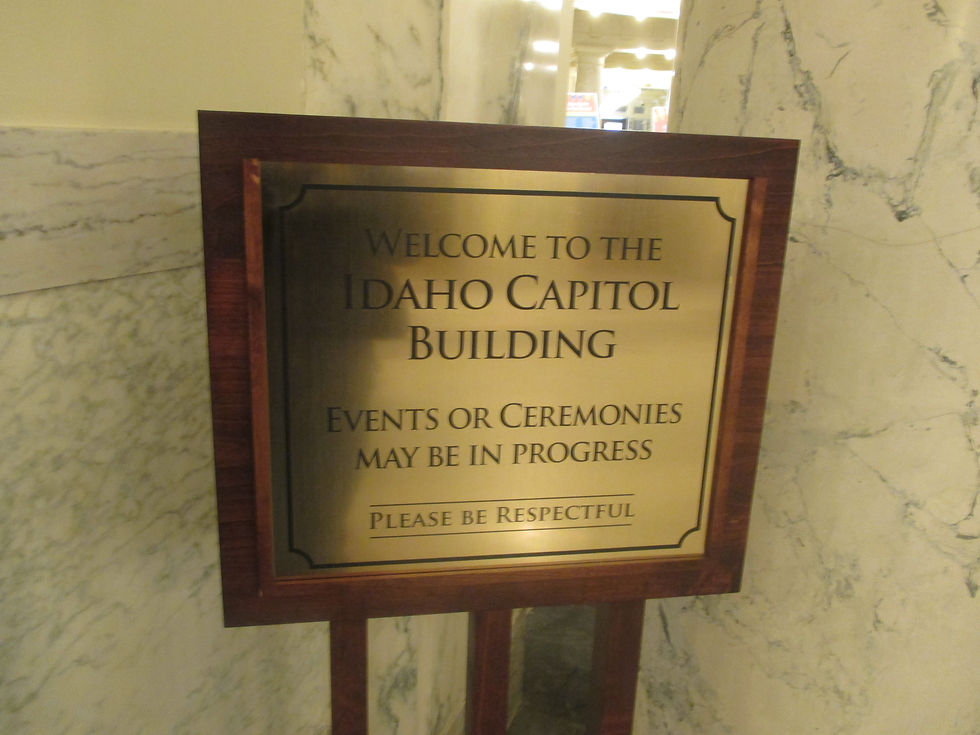 Welcome to the
Idaho Capitol
Building
Events or Ceremonies
may be in progress
Please be Respectful